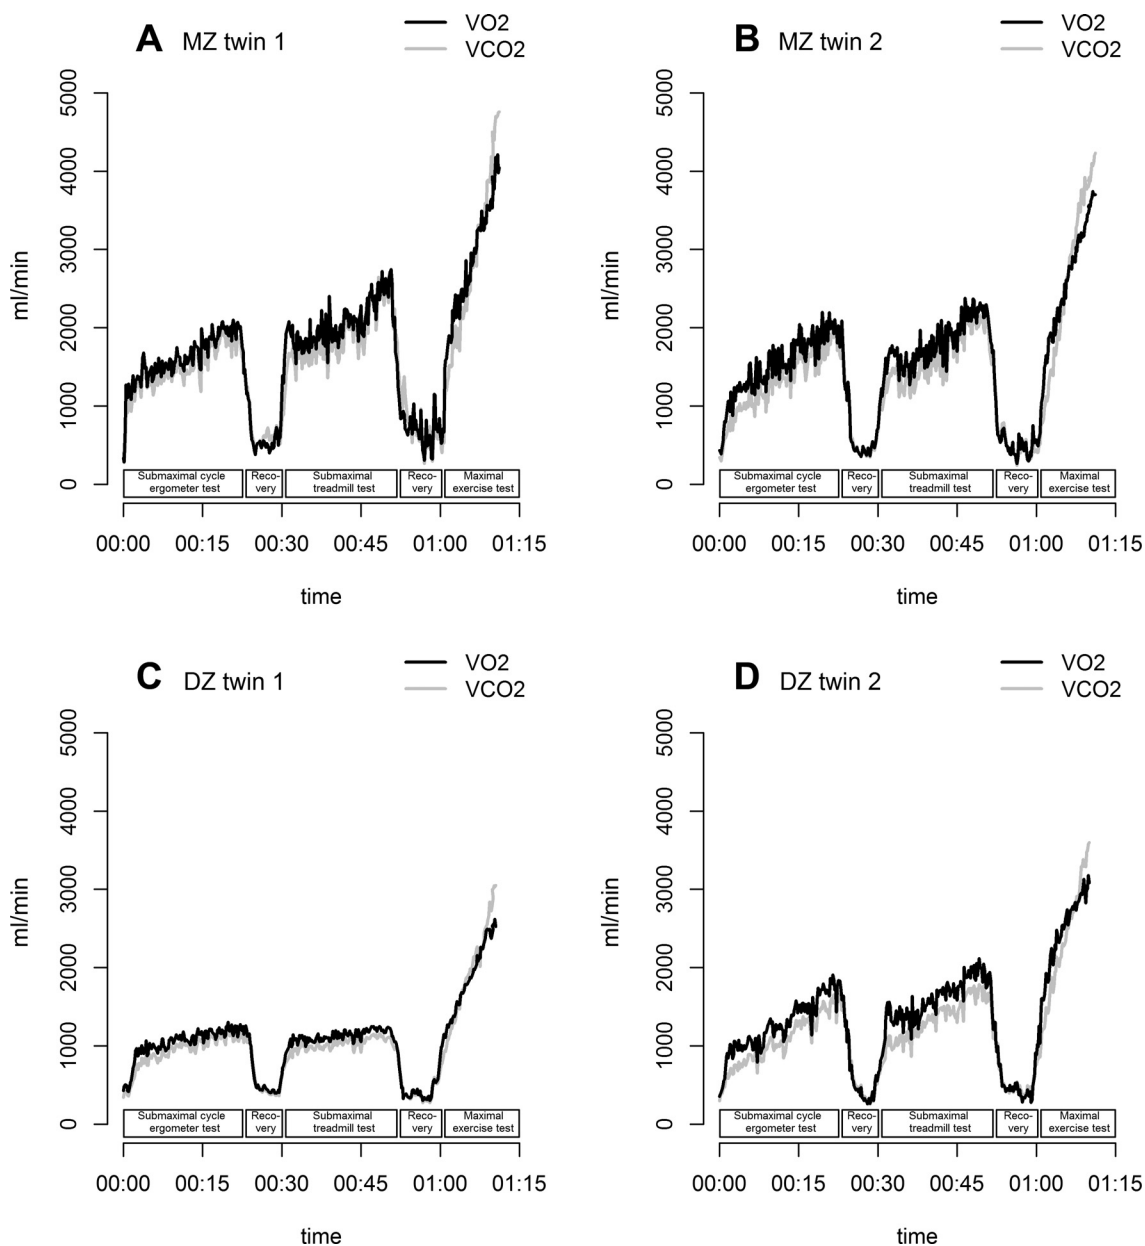 A MZ twin 1
VO2
VCO2
5000
4000
3000
2000
1000
0
ml/min
Submaximal cycle
ergometer test
Reco-
very
Submaximal
treadmill test
Reco-
very
Maximal
exercise test
00:00 00:15 00:30 00:45 01:00 01:15
time
B MZ twin 2
VO2
VCO2
5000
4000
3000
2000
1000
0
ml/min
Submaximal cycle
ergometer test
Reco-
very
Submaximal
treadmill test
Reco-
very
Maximal
exercise test
00:00 00:15 00:30 00:45 01:00 01:15
time
C DZ twin 1
VO2
VCO2
5000
4000
3000
2000
1000
0
ml/min
Submaximal cycle
ergometer test
Reco-
very
Submaximal
treadmill test
Reco-
very
Maximal
exercise test
00:00 00:15 00:30 00:45 01:00 01:15
time
D DZ twin 2
VO2
VCO2
5000
4000
3000
2000
1000
0
ml/min
Submaximal cycle
ergometer test
Reco-
very
Submaximal
treadmill test
Reco-
very
Maximal
exercise test
00:00 00:15 00:30 00:45 01:00 01:15
time